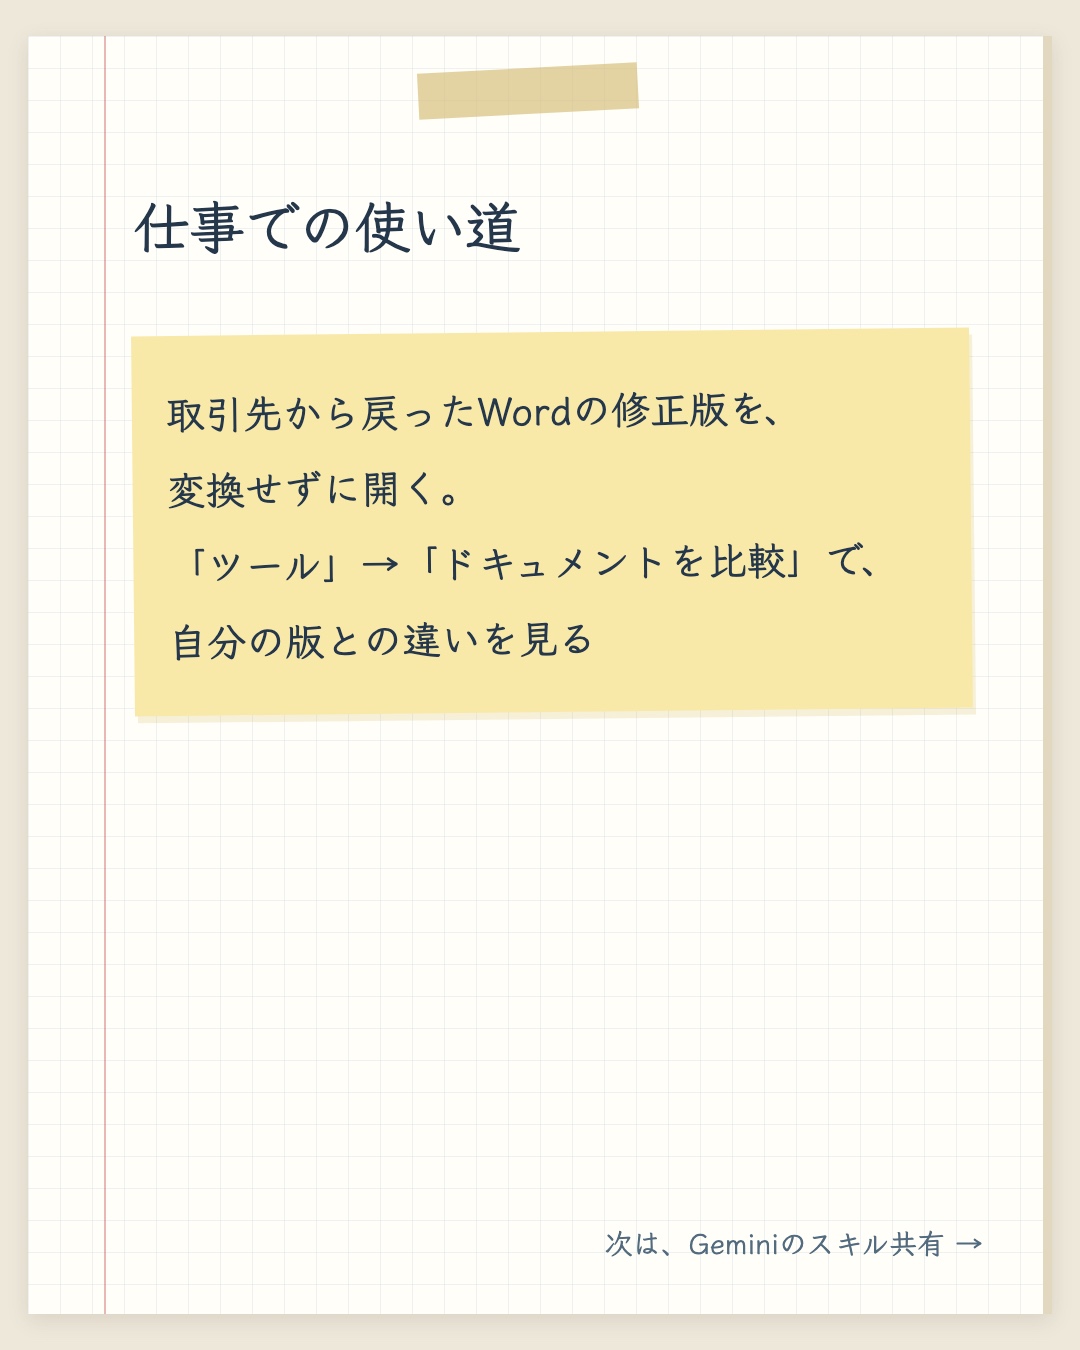 仕事での使い道
取引先から戻ったWordの修正版を、
変換せずに開く。
「ツール」→「ドキュメントを比較」で、
自分の版との違いを見る
次は、Geminiのスキル共有 →